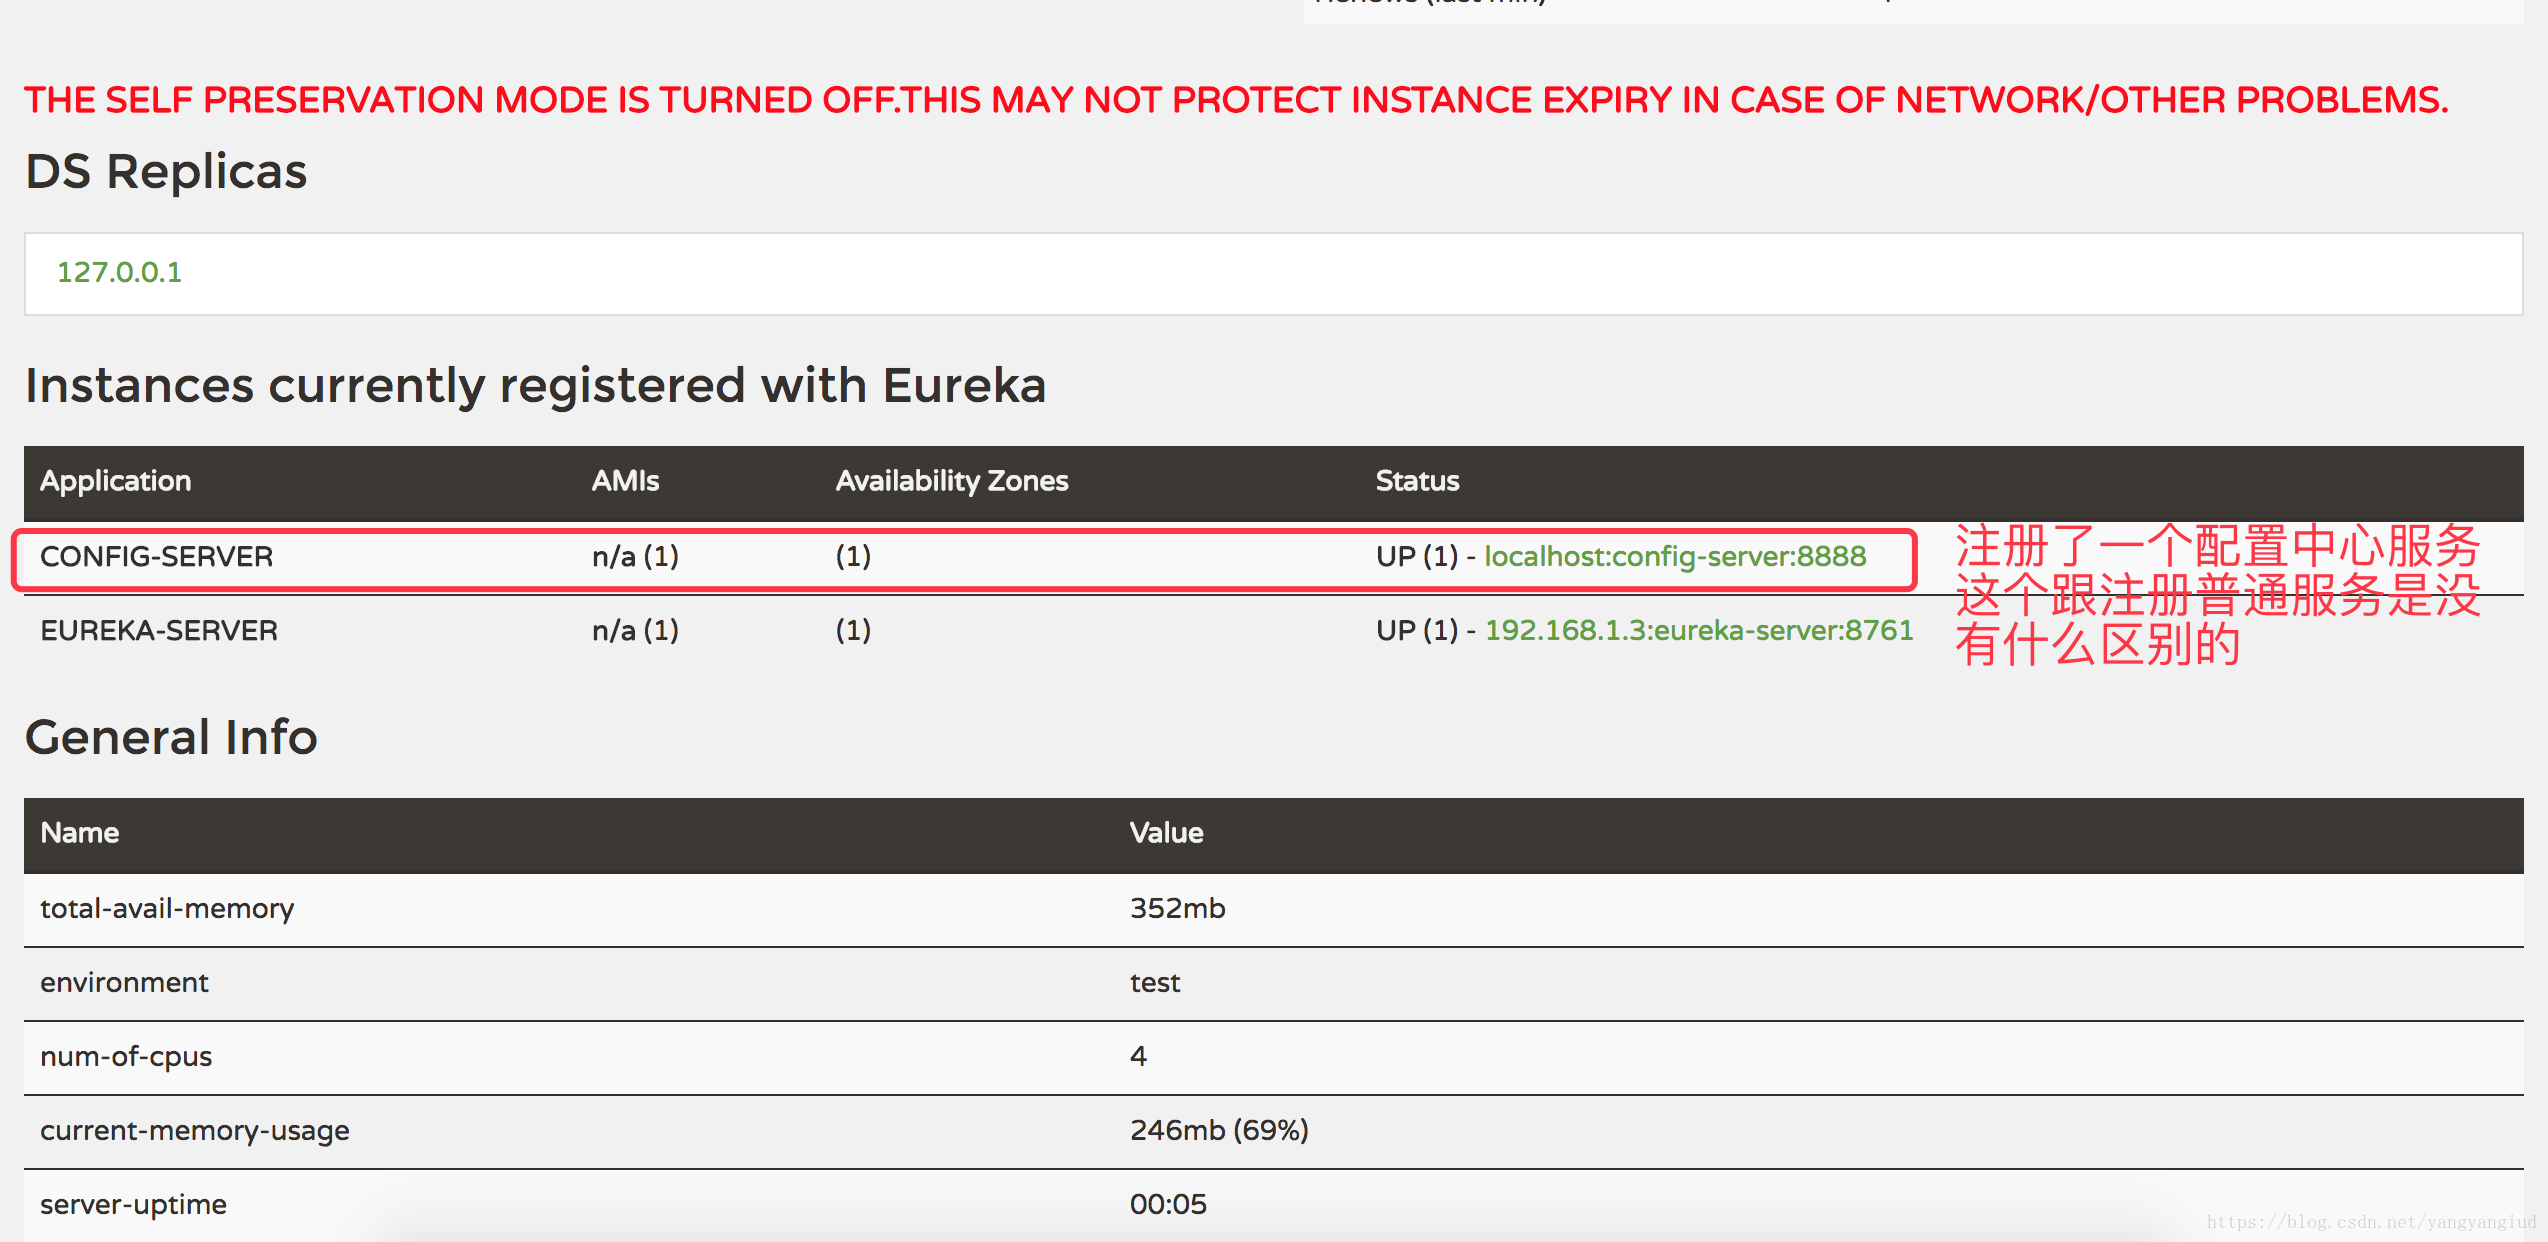 Renews (last min)
THE SELF PRESERVATION MODE IS TURNED OFF.THIS MAY NOT PROTECT INSTANCE EXPIRY IN CASE OF NETWORK/OTHER PROBLEMS.
DS Replicas
127.0.0.1
Instances currently registered with Eureka
Application AMIs Availability Zones Status
CONFIG-SERVER n/a (1) (1) UP (1) - localhost:config-server:8888
EUREKA-SERVER n/a (1) (1) UP (1) - 192.168.1.3:eureka-server:8761
注册了一个配置中心服务
这个跟注册普通服务是没
有什么区别的
General Info
Name Value
total-avail-memory 352mb
environment test
num-of-cpus 4
current-memory-usage 246mb (69%)
server-uptime 00:05
https://blog.csdn.net/yangyangiud